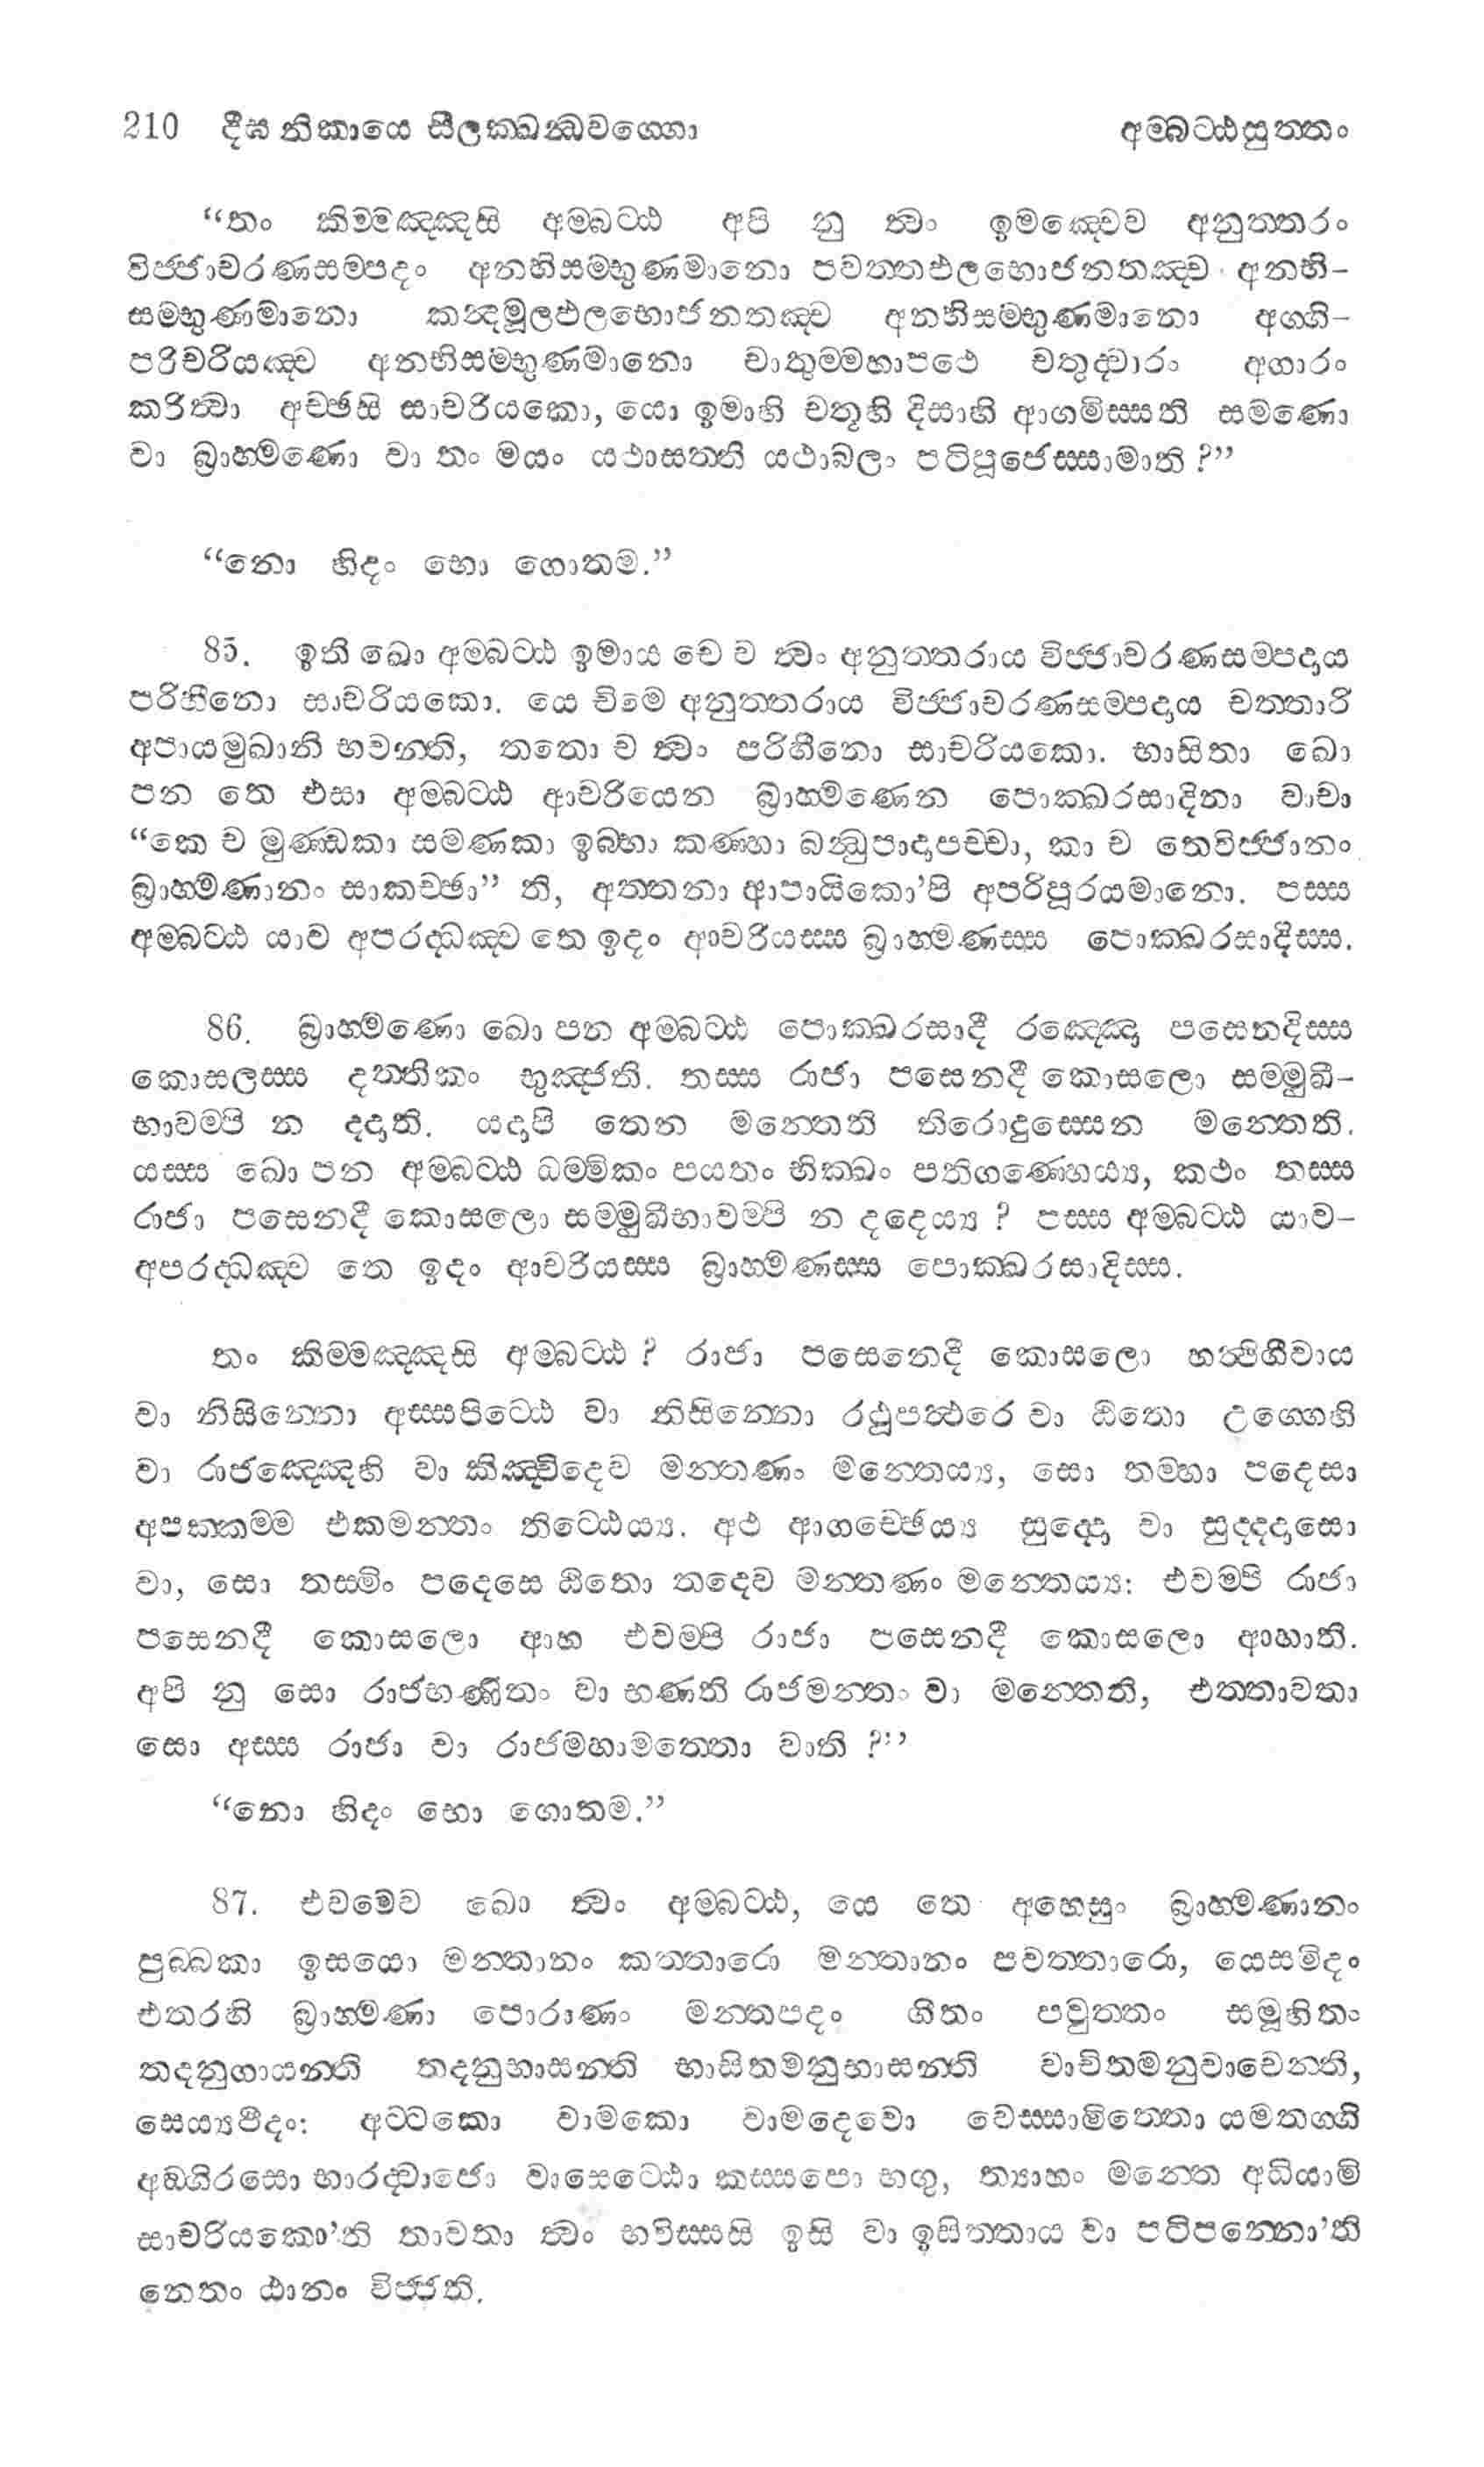 210 දීඝ නිකායෙ සීලක්ඛන්ධවග්ගො අම්බට්ඨසුත්තං
“තං කිම්මඤ්ඤසි අම්බට්ඨ අපි නු ත්වං ඉමඤ්චෙව අනුත්තරං
විජ්ජාචරණසම්පදං අනභිසම්භුණමානො පවත්තඵලභොජනතඤ්ච අනභි-
සම්භුණමානො කන්දමූලඵලභොජනතඤ්ච අනභිසම්භුණමානො අග්ගි-
පරිචරියඤ්ච අනභිසම්භුණමානො චාතුම්මහාපථෙ චතුද්වාරං අගාරං
කරිත්වා අච්ඡසි සාචරියකො, යො ඉමාහි චතූහි දිසාහි ආගමිස්සති සමණො
වා බ්‍රාහ්මණො වා තං මයං යථාසත්ති යථාබලං පටිපූජෙස්සාමාති ?”
“නො හිදං භො ගොතම.”
85. ඉති ඛො අම්බට්ඨ ඉමාය චෙ ව ත්වං අනුත්තරාය විජ්ජාචරණසම්පදාය
පරිහීනො සාචරියකො. යෙ චිමෙ අනුත්තරාය විජ්ජාචරණසම්පදාය චත්තාරි
අපායමුඛානි භවන්ති, තතො ච ත්වං පරිහීනො සාචරියකො. භාසිතා ඛො
පන තෙ එසා අම්බට්ඨ ආචරියෙන බ්‍රාහ්මණෙන පොක්ඛරසාදිනා වාචා
“කෙ ච මුණ්ඩකා සමණකා ඉබ්භා කණ්හා බන්ධුපාදාපච්චා, කා ච තෙවිජ්ජානං
බ්‍රාහ්මණානං සාකච්ඡා” ති, අත්තනා ආපායිකො’පි අපරිපූරයමානො. පස්ස
අම්බට්ඨ යාව අපරද්ධඤ්ච තෙ ඉදං ආචරියස්ස බ්‍රාහ්මණස්ස පොක්ඛරසාදිස්ස.
86. බ්‍රාහ්මණො ඛො පන අම්බට්ඨ පොක්ඛරසාදී රඤ්ඤො පසෙනදිස්ස
කොසලස්ස දත්තිකං භුඤ්ජති. තස්ස රාජා පසෙනදී කොසලො සම්මුඛී-
භාවම්පි න දදාති. යදාපි තෙන මන්තෙති තිරොදුස්සෙන මන්තෙති.
යස්ස ඛො පන අම්බට්ඨ ධම්මිකං පයතං භික්ඛං පතිගණ්හෙය්‍ය, කථං තස්ස
රාජා පසෙනදී කොසලො සම්මුඛීභාවම්පි න දදෙය්‍ය ? පස්ස අම්බට්ඨ යාව-
අපරද්ධඤ්ච තෙ ඉදං ආචරියස්ස බ්‍රාහ්මණස්ස පොක්ඛරසාදිස්ස.
තං කිම්මඤ්ඤසි අම්බට්ඨ ? රාජා පසෙනෙදී කොසලො හත්ථිගීවාය
වා නිසින්නො අස්සපිට්ඨෙ වා නිසින්නො රථූපත්ථරෙ වා ඨිතො උග්ගෙහි
වා රාජඤ්ඤෙහි වා කිඤ්චිදෙව මන්තණං මන්තෙය්‍ය, සො තම්හා පදෙසා
අපක්කම්ම එකමන්තං තිට්ඨෙය්‍ය. අථ ආගච්ඡෙය්‍ය සුද්දො වා සුද්දදාසො
වා, සො තස්මිං පදෙසෙ ඨිතො තදෙව මන්තණං මන්තෙය්‍ය: එවම්පි රාජා
පසෙනදී කොසලො ආහ එවම්පි රාජා පසෙනදී කොසලො ආහාති.
අපි නු සො රාජභණිතං වා භණති රාජමන්තං වා මන්තෙති, එත්තාවතා
සො අස්ස රාජා වා රාජමහාමත්තො වාති ?”
“නො හිදං භො ගොතම.”
87. එවමෙව ඛො ත්වං අම්බට්ඨ, යෙ තෙ අහෙසුං බ්‍රාහ්මණානං
පුබ්බකා ඉසයො මන්තානං කත්තාරො මන්තානං පවත්තාරො, යෙසමිදං
එතරහි බ්‍රාහ්මණා පොරාණං මන්තපදං ගීතං පවුත්තං සමූහිතං
තදනුගායන්ති තදනුභාසන්ති භාසිතමනුභාසන්ති වාචිතමනුවාචෙන්ති,
සෙය්‍යථීදං: අට්ටකො වාමකො වාමදෙවො වෙස්සාමිත්තො යමතග්ගි
අඞ්ගිරසො භාරද්වාජො වාසෙට්ඨො කස්සපො භගු, ත්‍යාහං මන්තෙ අධියාමි
සාචරියකො’ති තාවතා ත්වං භවිස්සසි ඉසි වා ඉසිත්තාය වා පටිපන්නො’ති
නෙතං ඨානං විජ්ජති.